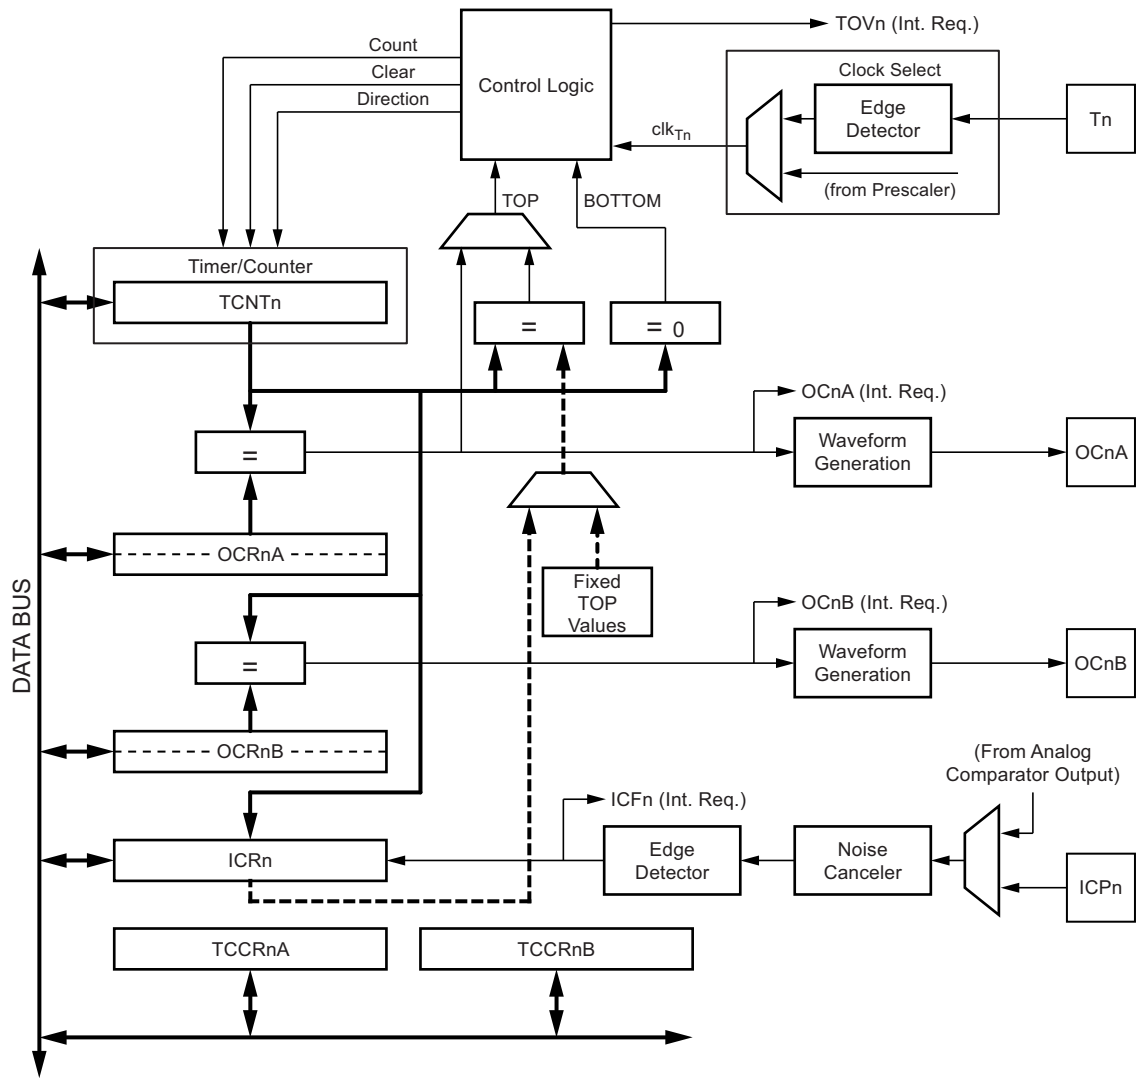 TOVn (Int. Req.)
Count
Clear
Direction
Control Logic
Clock Select
Edge
Detector
Tn
clkTn
(from Prescaler)
TOP
BOTTOM
Timer/Counter
TCNTn
=
= 0
OCnA (Int. Req.)
=
Waveform
Generation
OCnA
OCRnA
Fixed
TOP
Values
DATA BUS
OCnB (Int. Req.)
=
Waveform
Generation
OCnB
OCRnB
(From Analog
Comparator Output)
ICFn (Int. Req.)
ICRn
Edge
Detector
Noise
Canceler
ICPn
TCCRnA
TCCRnB